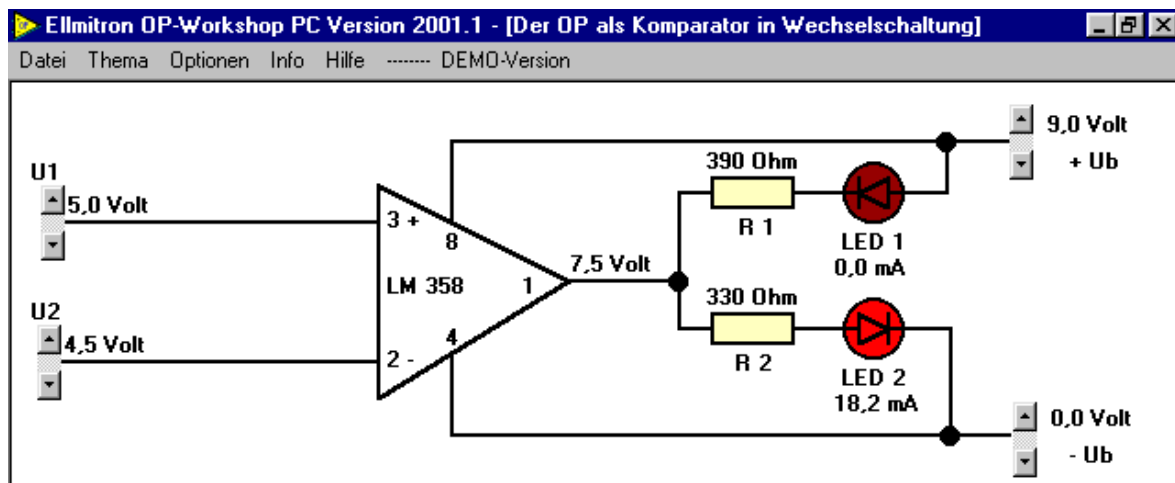 Ellmitron OP-Workshop PC Version 2001.1 - [Der OP als Komparator in Wechselschaltung]
Datei Thema Optionen Info Hilfe -------- DEMO-Version
9,0 Volt
+ Ub
390 Ohm
R 1
LED 1
0,0 mA
U1
5,0 Volt
3 +
8
LM 358
1
7,5 Volt
330 Ohm
R 2
LED 2
18,2 mA
U2
4,5 Volt
2 -
4
0,0 Volt
- Ub